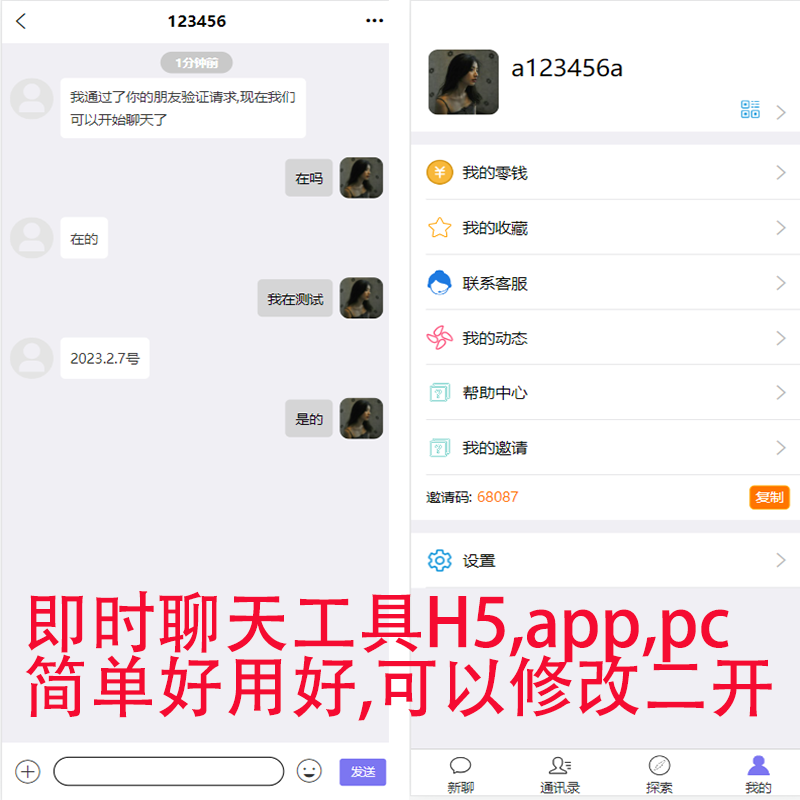 123456
1分钟前
我通过了你的朋友验证请求,现在我们
可以开始聊天了
在吗
在的
我在测试
2023.2.7号
是的
发送
a123456a
我的零钱
我的收藏
联系客服
我的动态
帮助中心
我的邀请
邀请码: 68087
复制
设置
新聊
通讯录
探索
我的
即时聊天工具H5,app,pc
简单好用好,可以修改二开